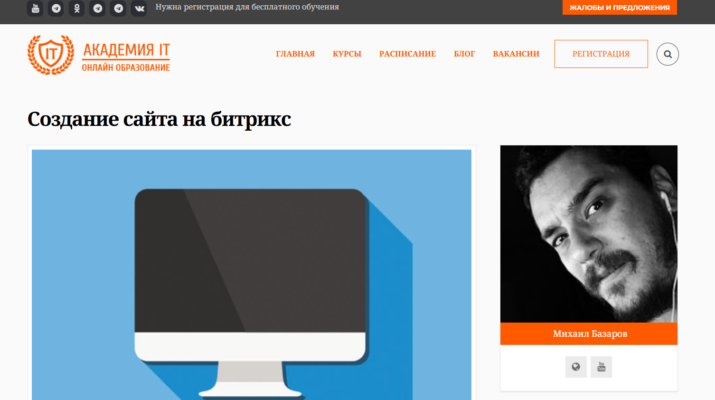 Нужна регистрация для бесплатного обучения
ЖАЛОБЫ И ПРЕДЛОЖЕНИЯ
IT
АКАДЕМИЯ IT
ОНЛАЙН ОБРАЗОВАНИЕ
ГЛАВНАЯ КУРСЫ РАСПИСАНИЕ БЛОГ ВАКАНСИИ РЕГИСТРАЦИЯ
Создание сайта на битрикс
Михаил Базаров